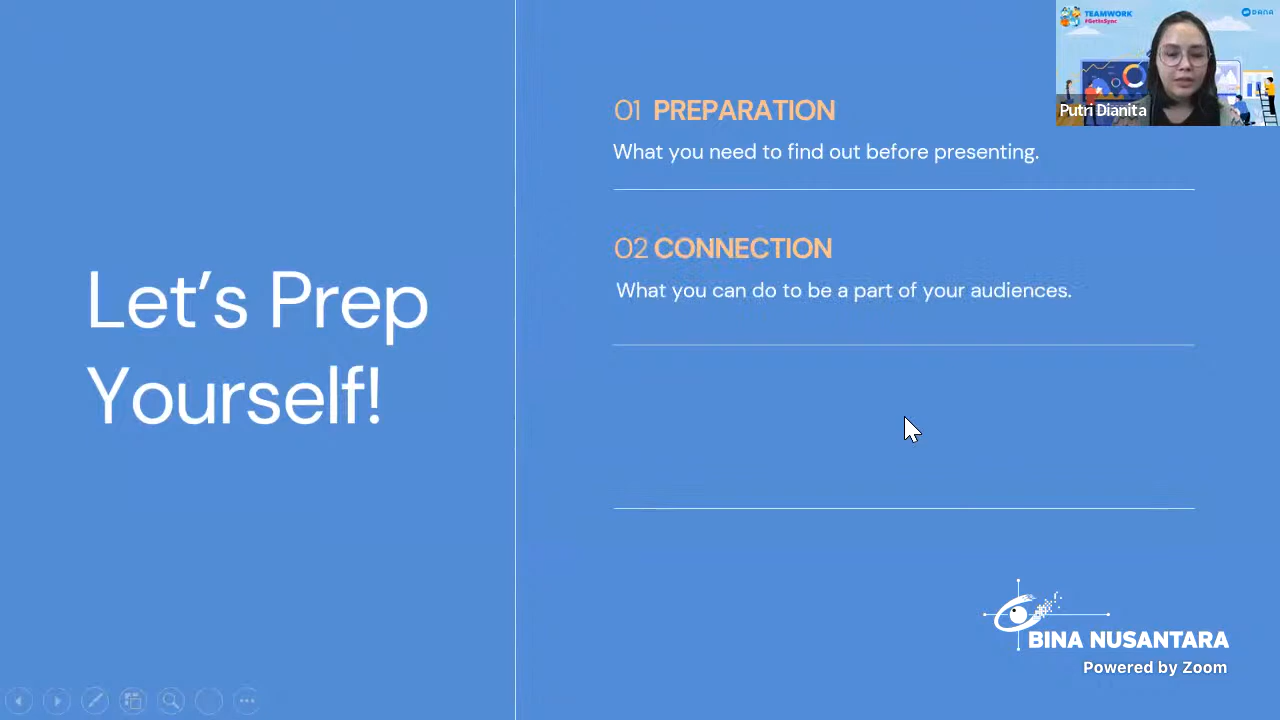 TEAMWORK
#GetInSync
DANA
Putri Dianita
Let's Prep
Yourself!
01 PREPARATION
What you need to find out before presenting.
02 CONNECTION
What you can do to be a part of your audiences.
BINA NUSANTARA
Powered by Zoom